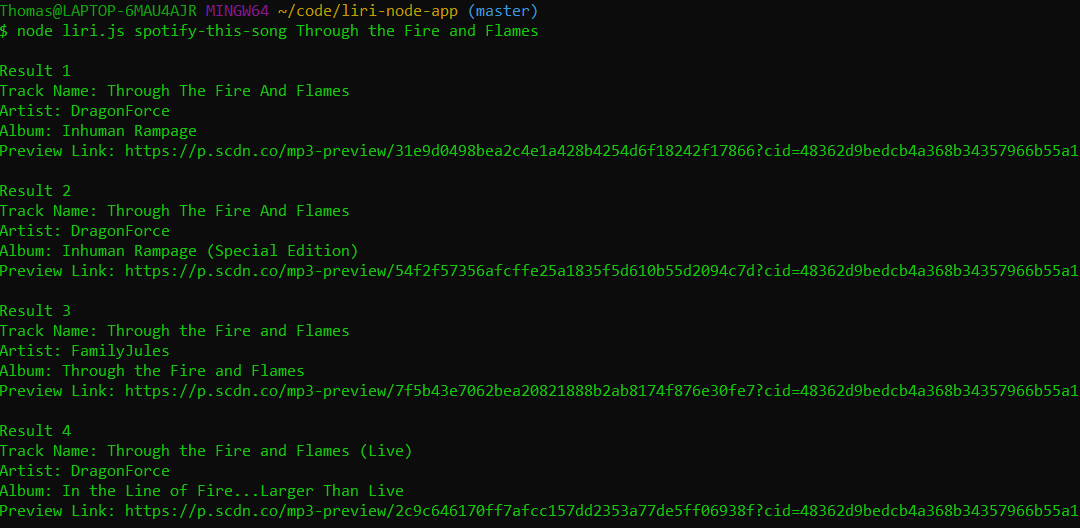 Thomas@LAPTOP-6MAU4AJR MINGW64 ~/code/liri-node-app (master)
$ node liri.js spotify-this-song Through the Fire and Flames
Result 1
Track Name: Through The Fire And Flames
Artist: DragonForce
Album: Inhuman Rampage
Preview Link: https://p.scdn.co/mp3-preview/31e9d0498bea2c4e1a428b4254d6f18242f17866?cid=48362d9bedcb4a368b34357966b55a1
Result 2
Track Name: Through The Fire And Flames
Artist: DragonForce
Album: Inhuman Rampage (Special Edition)
Preview Link: https://p.scdn.co/mp3-preview/54f2f57356afcffe25a1835f5d610b55d2094c7d?cid=48362d9bedcb4a368b34357966b55a1
Result 3
Track Name: Through the Fire and Flames
Artist: FamilyJules
Album: Through the Fire and Flames
Preview Link: https://p.scdn.co/mp3-preview/7f5b43e7062bea20821888b2ab8174f876e30fe7?cid=48362d9bedcb4a368b34357966b55a1
Result 4
Track Name: Through the Fire and Flames (Live)
Artist: DragonForce
Album: In the Line of Fire...Larger Than Live
Preview Link: https://p.scdn.co/mp3-preview/2c9c646170ff7afcc157dd2353a77de5ff06938f?cid=48362d9bedcb4a368b34357966b55a1